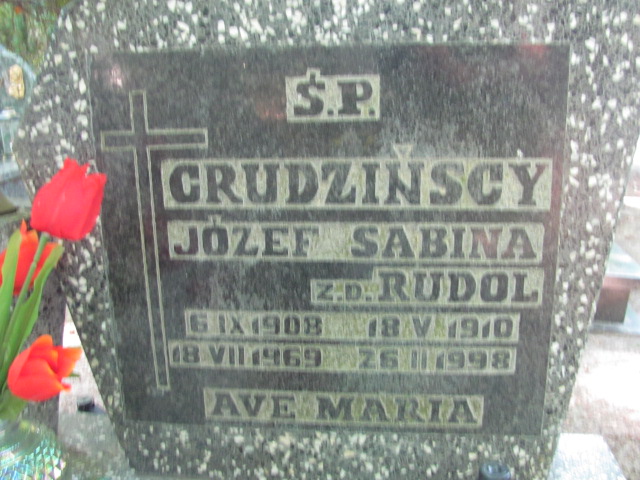 Ś.P.
GRUDZIŃSCY
JÓZEF SABINA
Z.D. RUDOL
6 IX 1908 18 V 1910
18 VII 1969 26 II 1998
AVE MARIA